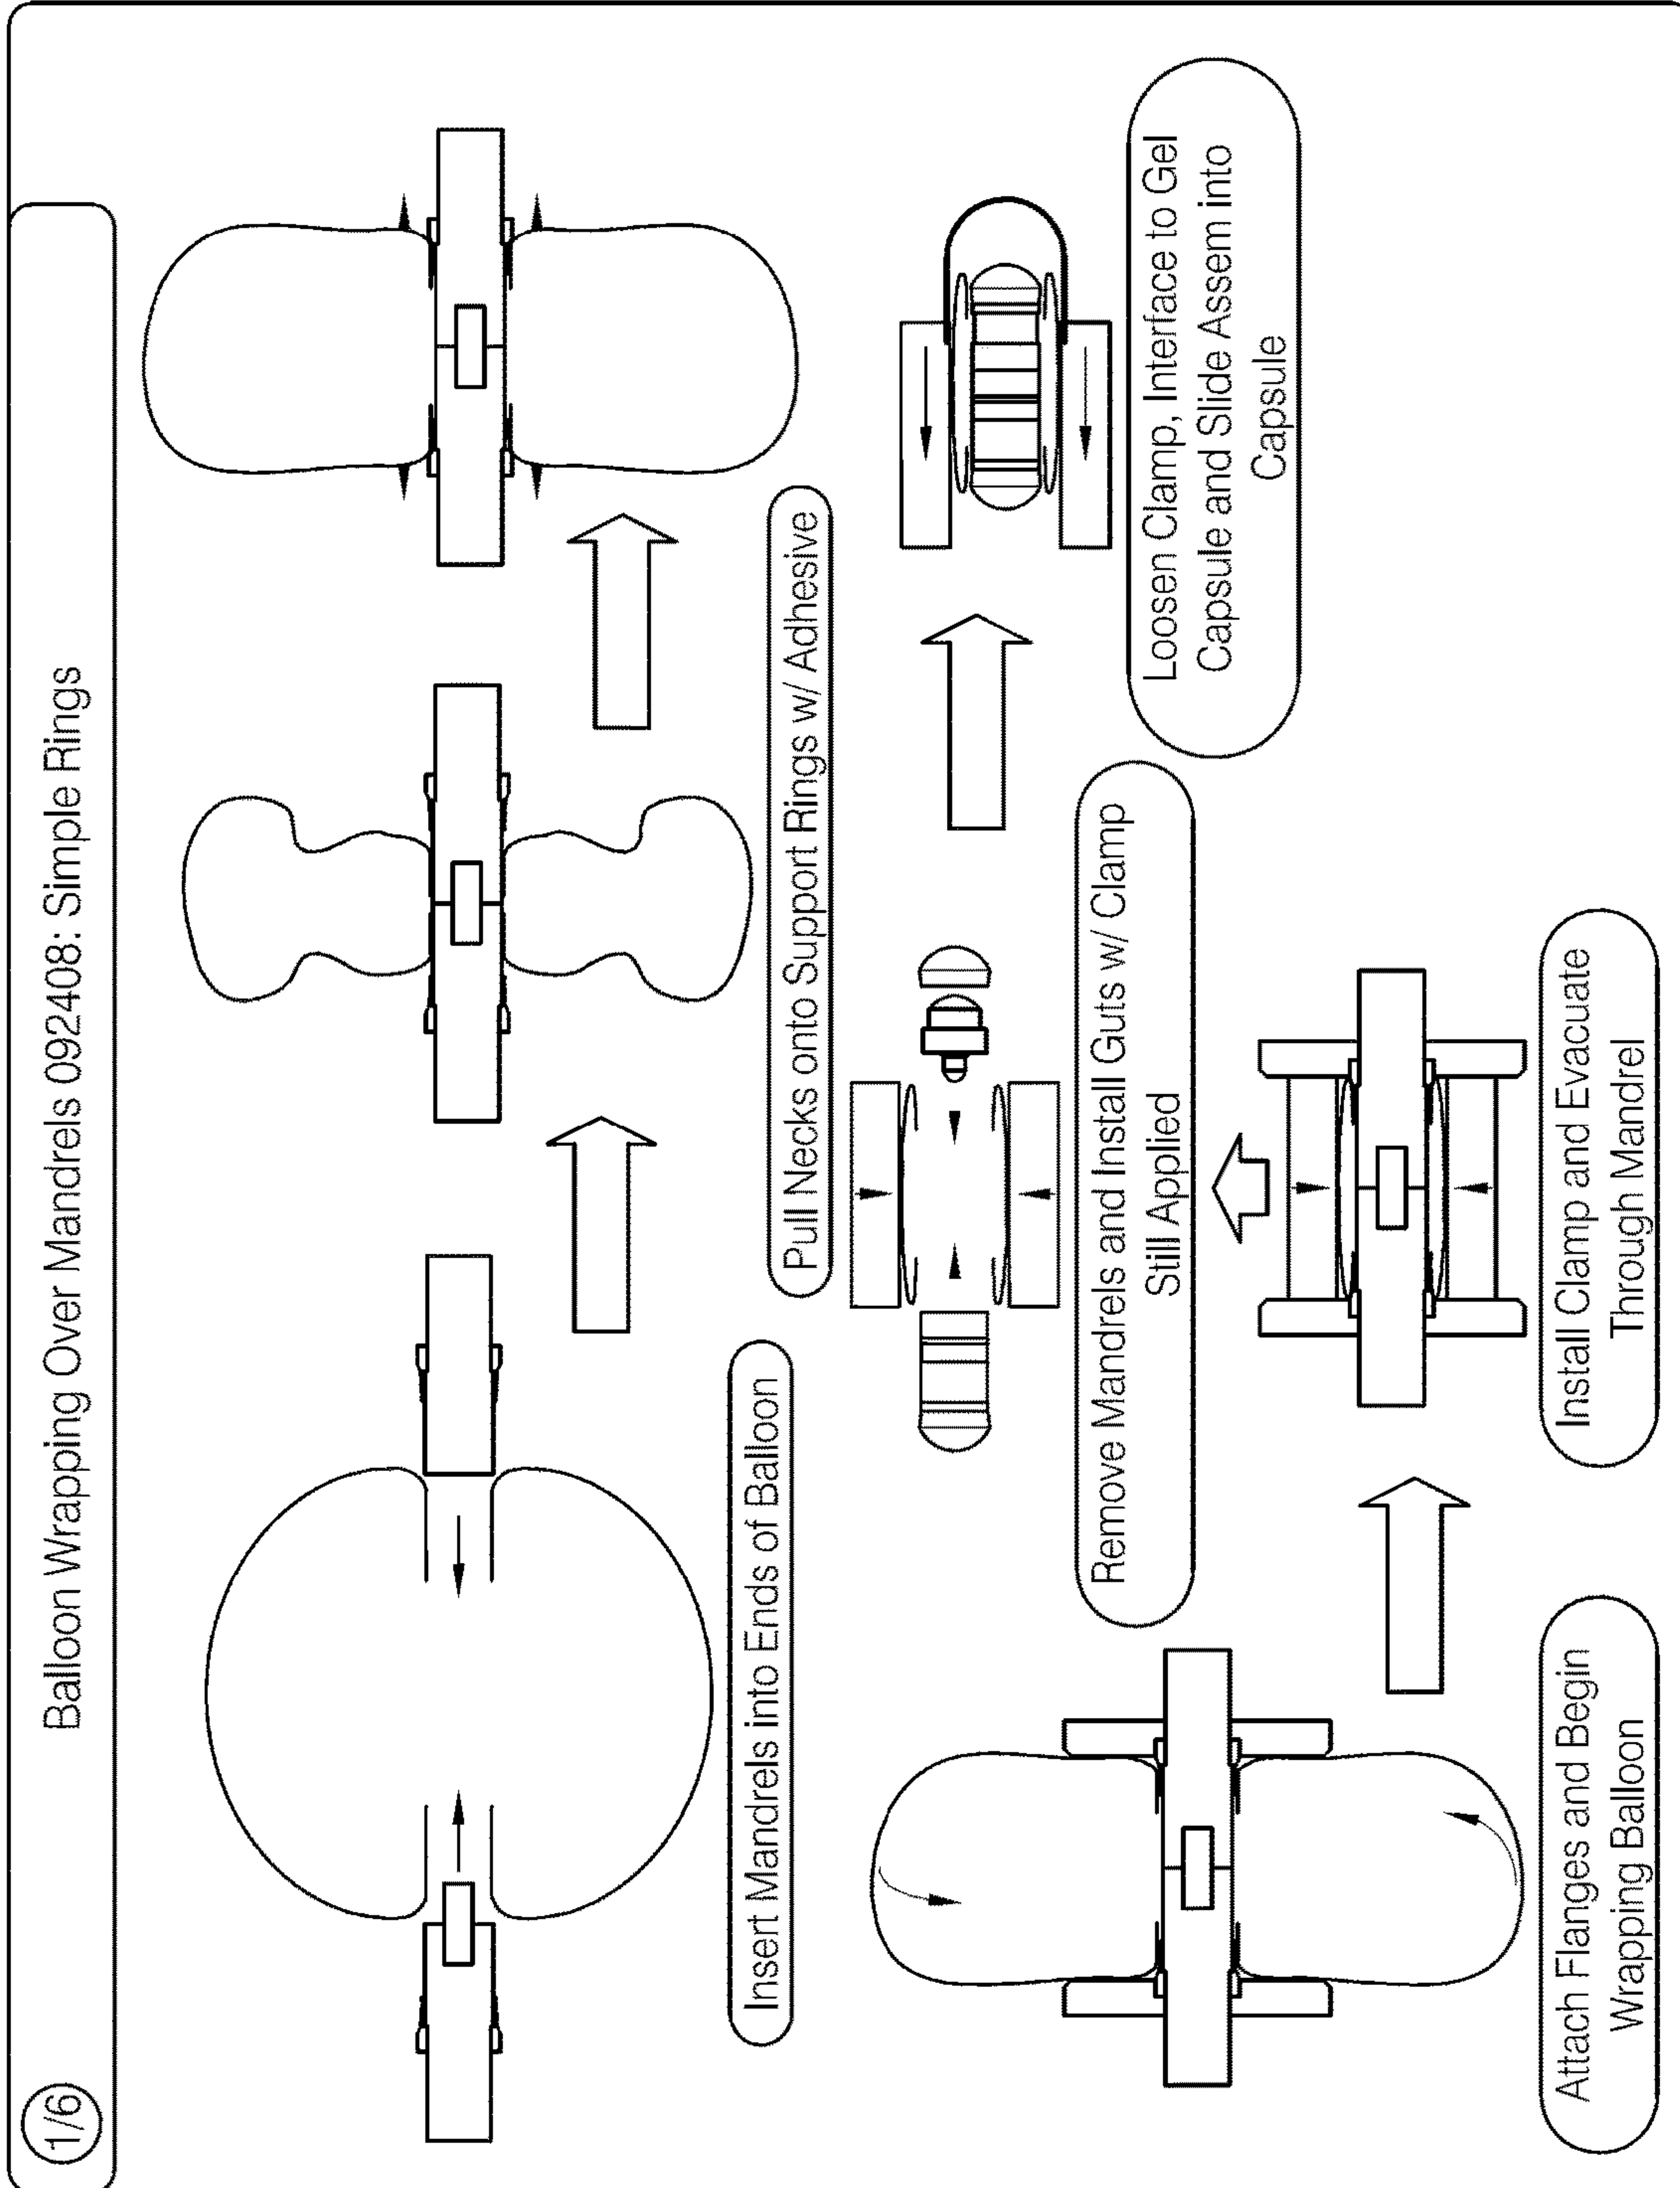 1/6
Balloon Wrapping Over Mandrels 092408: Simple Rings
Insert Mandrels into Ends of Balloon
Pull Necks onto Support Rings w/ Adhesive
Attach Flanges and Begin
Wrapping Balloon
Install Clamp and Evacuate
Through Mandrel
Remove Mandrels and Install Guts w/ Clamp
Still Applied
Loosen Clamp, Interface to Gel
Capsule and Slide Assem into
Capsule